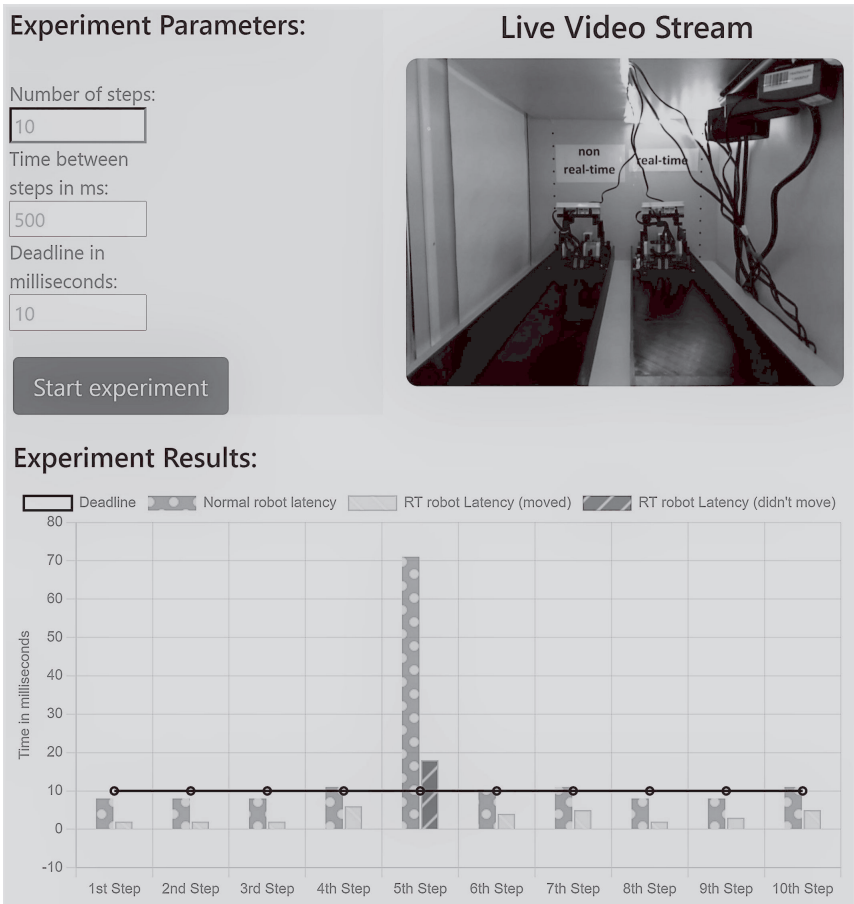 Experiment Parameters:
Number of steps:
10
Time between
steps in ms:
500
Deadline in
milliseconds:
10
Start experiment
Live Video Stream
non
real-time
real-time
Experiment Results:
Deadline
Normal robot latency
RT robot Latency (moved)
RT robot Latency (didn't move)
Time in milliseconds
80
70
60
50
40
30
20
10
0
-10
1st Step
2nd Step
3rd Step
4th Step
5th Step
6th Step
7th Step
8th Step
9th Step
10th Step